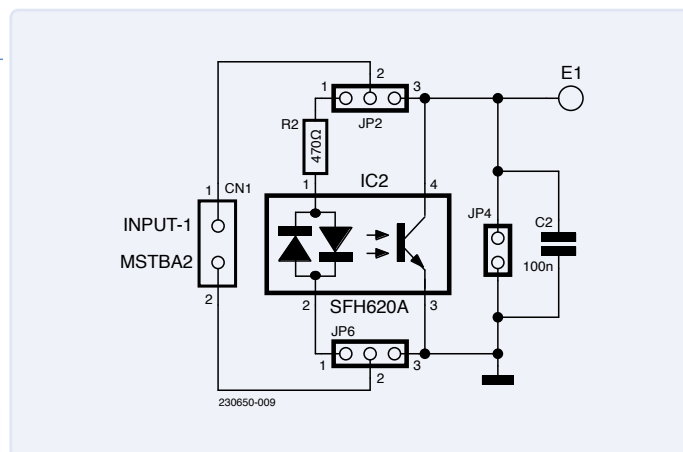 E1
2
1
3
JP2
R2
470Ω
1
IC2
4
1
CN1
INPUT-1
MSTBA2
2
JP4
C2
100n
2
SFH620A
3
JP6
1
2
3
230650-009